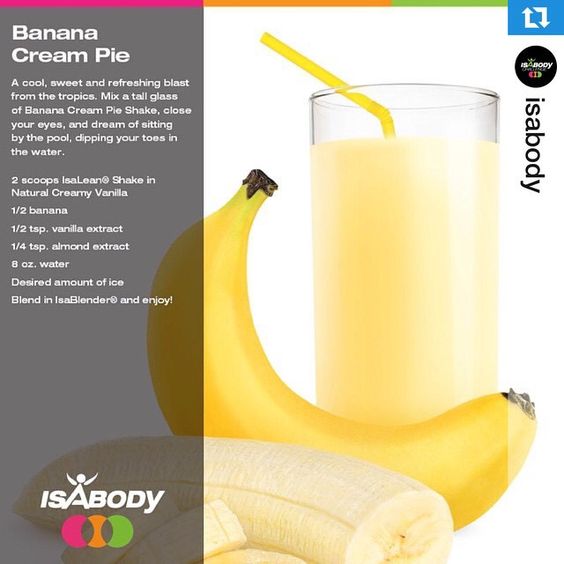 Banana
Cream Pie
A cool, sweet and refreshing blast
from the tropics. Mix a tall glass
of Banana Cream Pie Shake, close
your eyes, and dream of sitting
by the pool, dipping your toes in
the water.
2 scoops IsaLean® Shake in
Natural Creamy Vanilla
1/2 banana
1/2 tsp. vanilla extract
1/4 tsp. almond extract
8 oz. water
Desired amount of ice
Blend in IsaBlender® and enjoy!
ISABODY
ISABODY
isabody